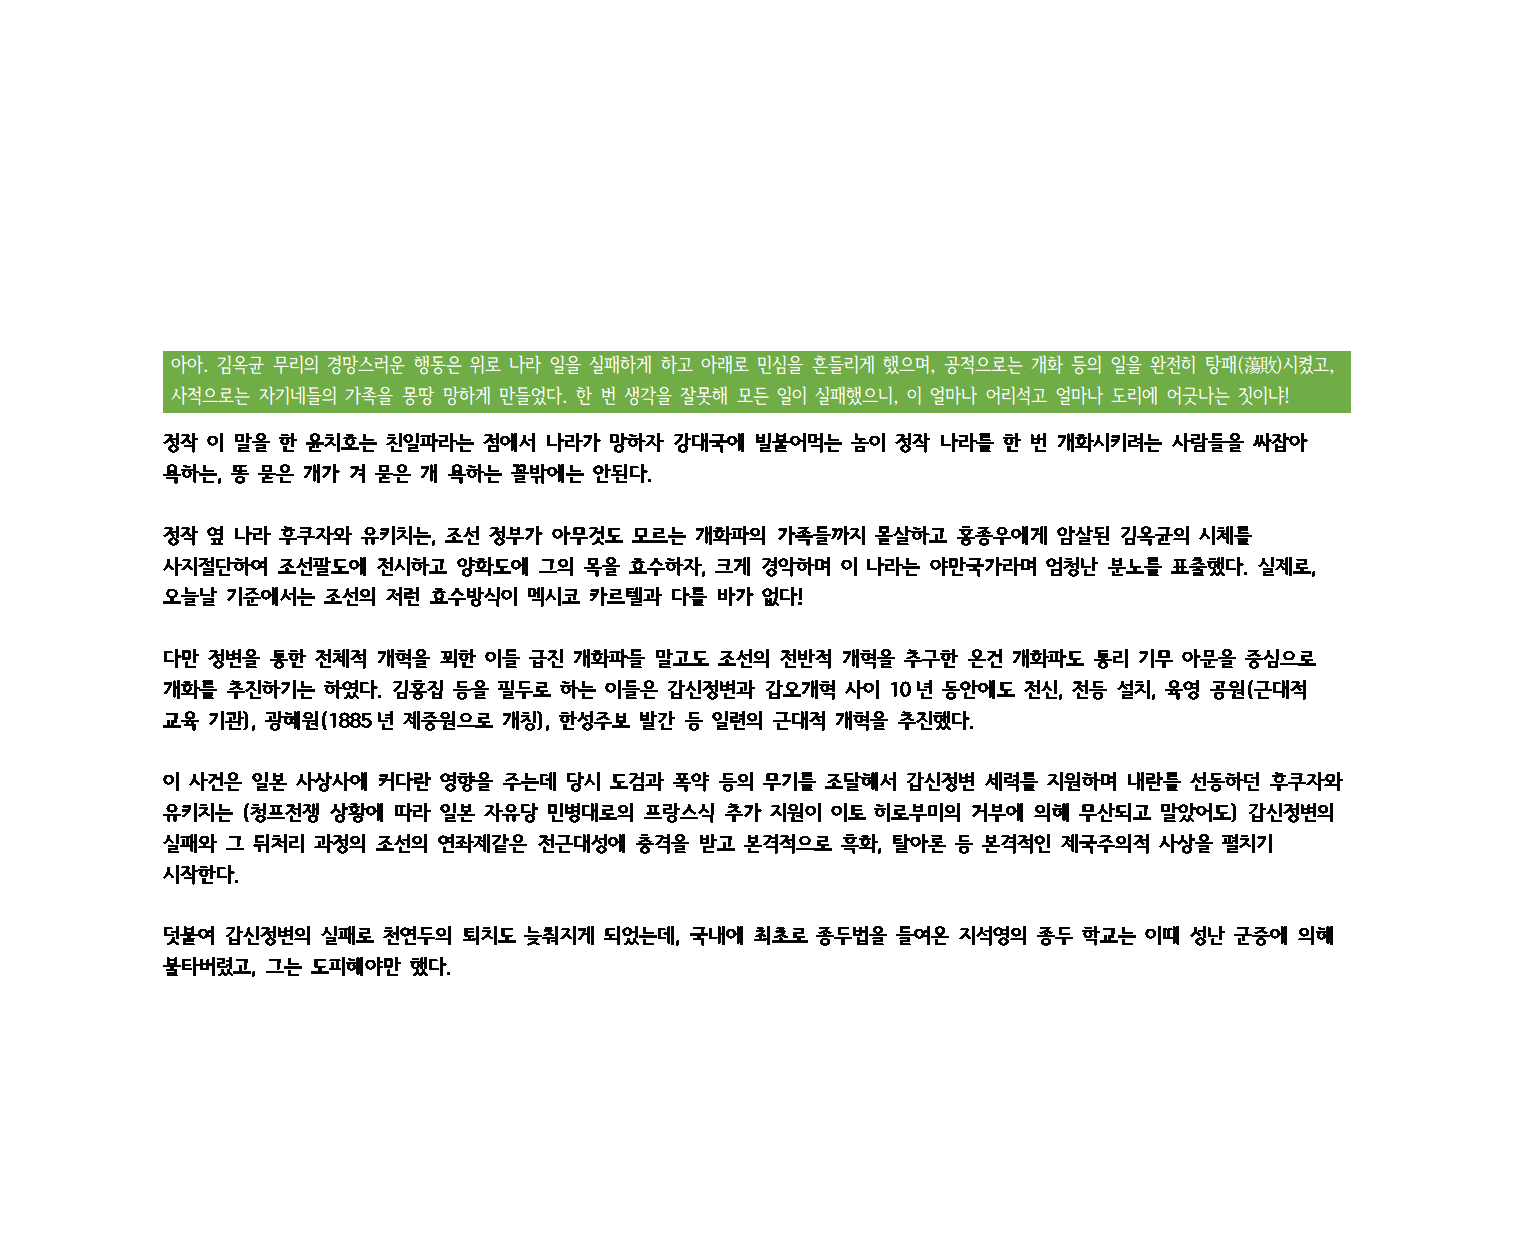 아아. 김옥균 무리의 경망스러운 행동은 위로 나라 일을 실패하게 하고 아래로 민심을 흔들리게 했으며, 공적으로는 개화 등의 일을 완전히 탕패(蕩敗)시켰고,
사적으로는 자기네들의 가족을 몽땅 망하게 만들었다. 한 번 생각을 잘못해 모든 일이 실패했으니, 이 얼마나 어리석고 얼마나 도리에 어긋나는 짓이냐!
정작 이 말을 한 윤치호는 친일파라는 점에서 나라가 망하자 강대국에 빌붙어먹는 놈이 정작 나라를 한 번 개화시키려는 사람들을 싸잡아
욕하는, 똥 묻은 개가 겨 묻은 개 욕하는 꼴밖에는 안된다.
정작 옆 나라 후쿠자와 유키치는, 조선 정부가 아무것도 모르는 개화파의 가족들까지 몰살하고 홍종우에게 암살된 김옥균의 시체를
사지절단하여 조선팔도에 전시하고 양화도에 그의 목을 효수하자, 크게 경악하며 이 나라는 야만국가라며 엄청난 분노를 표출했다. 실제로,
오늘날 기준에서는 조선의 저런 효수방식이 멕시코 카르텔과 다를 바가 없다!
다만 정변을 통한 전체적 개혁을 꾀한 이들 급진 개화파들 말고도 조선의 전반적 개혁을 추구한 온건 개화파도 통리 기무 아문을 중심으로
개화를 추진하기는 하였다. 김홍집 등을 필두로 하는 이들은 갑신정변과 갑오개혁 사이 10년 동안에도 전신, 전등 설치, 육영 공원(근대적
교육 기관), 광혜원(1885년 제중원으로 개칭), 한성주보 발간 등 일련의 근대적 개혁을 추진했다.
이 사건은 일본 사상사에 커다란 영향을 주는데 당시 도검과 폭약 등의 무기를 조달해서 갑신정변 세력를 지원하며 내란를 선동하던 후쿠자와
유키치는 (청프전쟁 상황에 따라 일본 자유당 민병대로의 프랑스식 추가 지원이 이토 히로부미의 거부에 의해 무산되고 말았어도) 갑신정변의
실패와 그 뒤처리 과정의 조선의 연좌제같은 전근대성에 충격을 받고 본격적으로 흑화, 탈아론 등 본격적인 제국주의적 사상을 펼치기
시작한다.
덧붙여 갑신정변의 실패로 천연두의 퇴치도 늦춰지게 되었는데, 국내에 최초로 종두법을 들여온 지석영의 종두 학교는 이때 성난 군중에 의해
불타버렸고, 그는 도피해야만 했다.